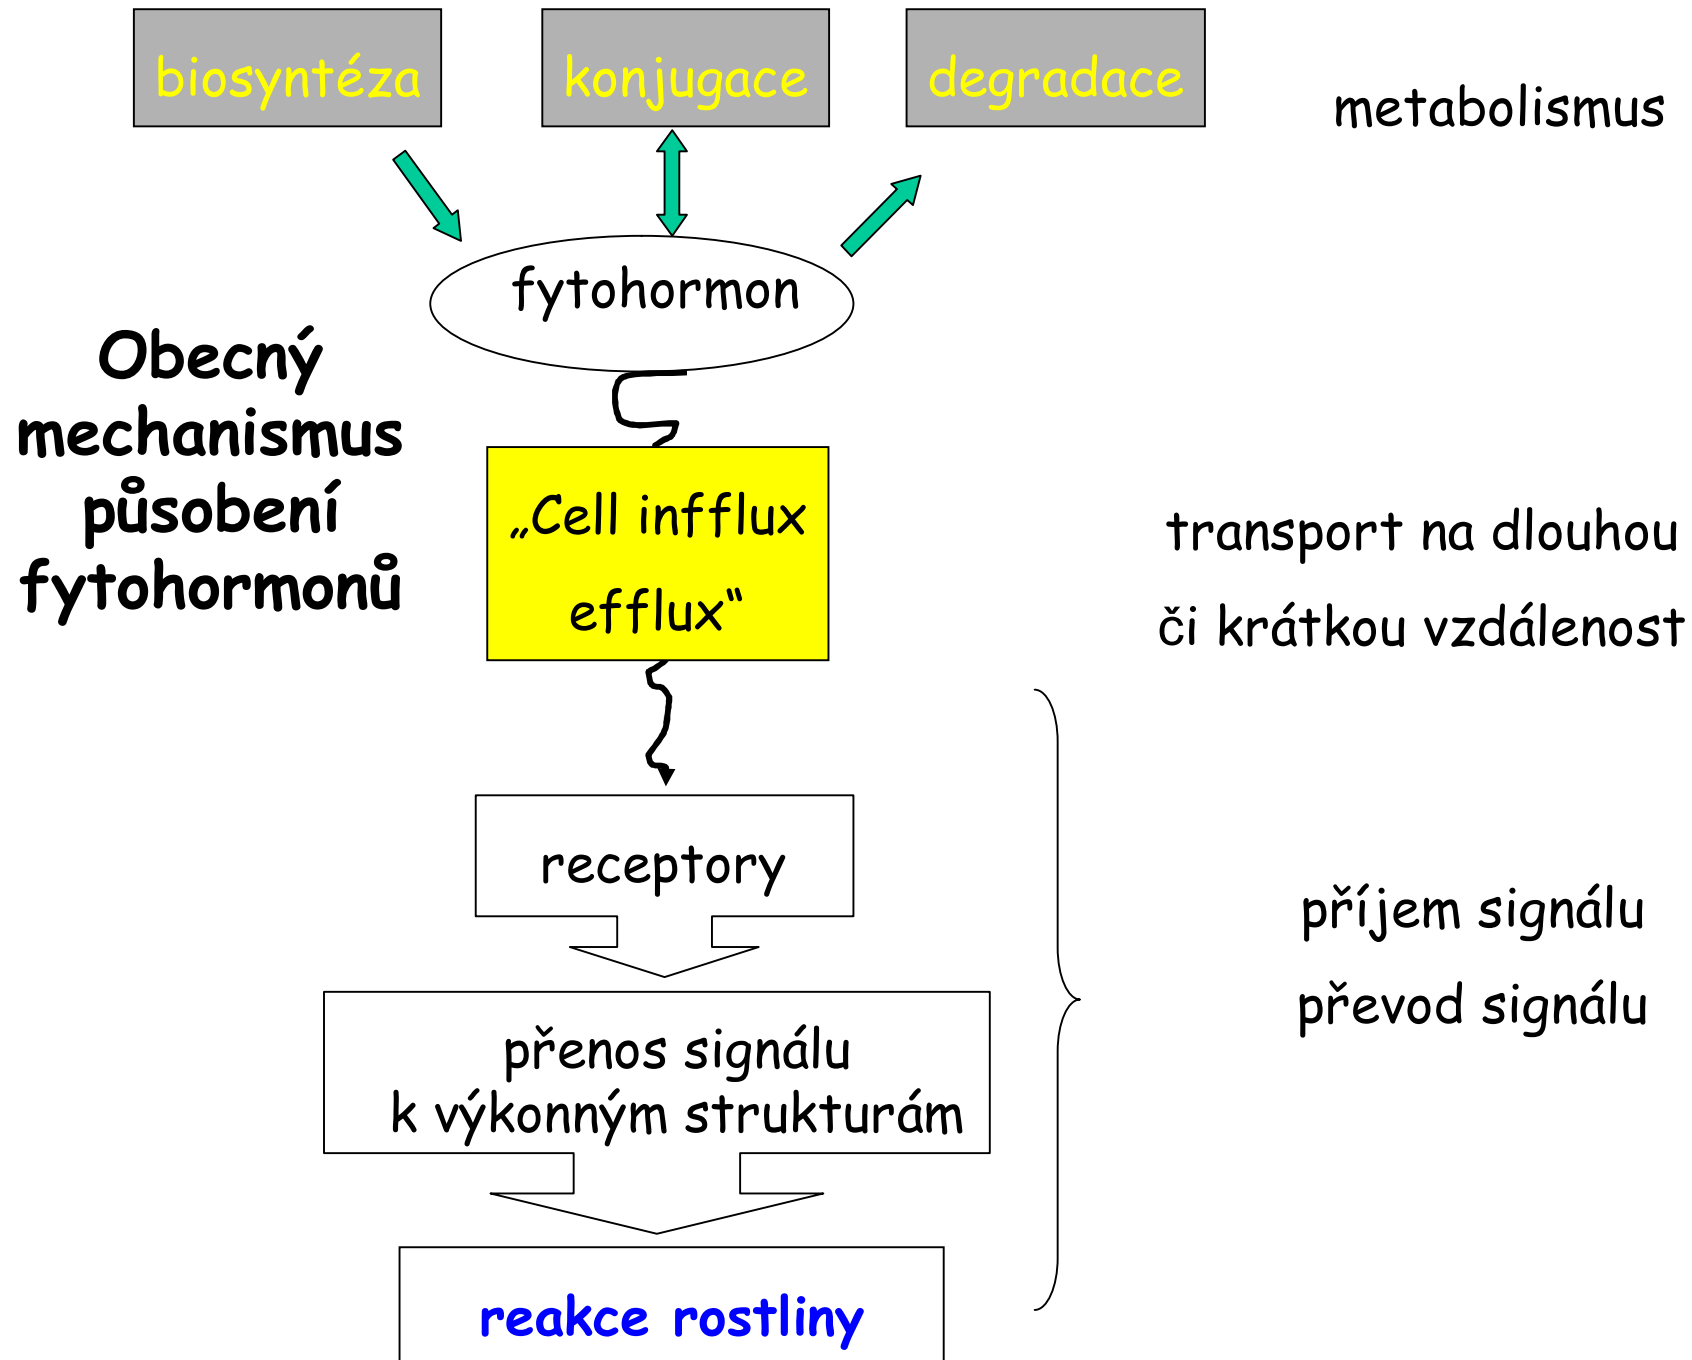 biosyntéza
konjugace
degradace
metabolismus
fytohormon
Obecný
mechanismus
působení
fytohormonů
„Cell infflux
efflux“
transport na dlouhou
či krátkou vzdálenost
receptory
příjem signálu
převod signálu
přenos signálu
k výkonným strukturám
reakce rostliny